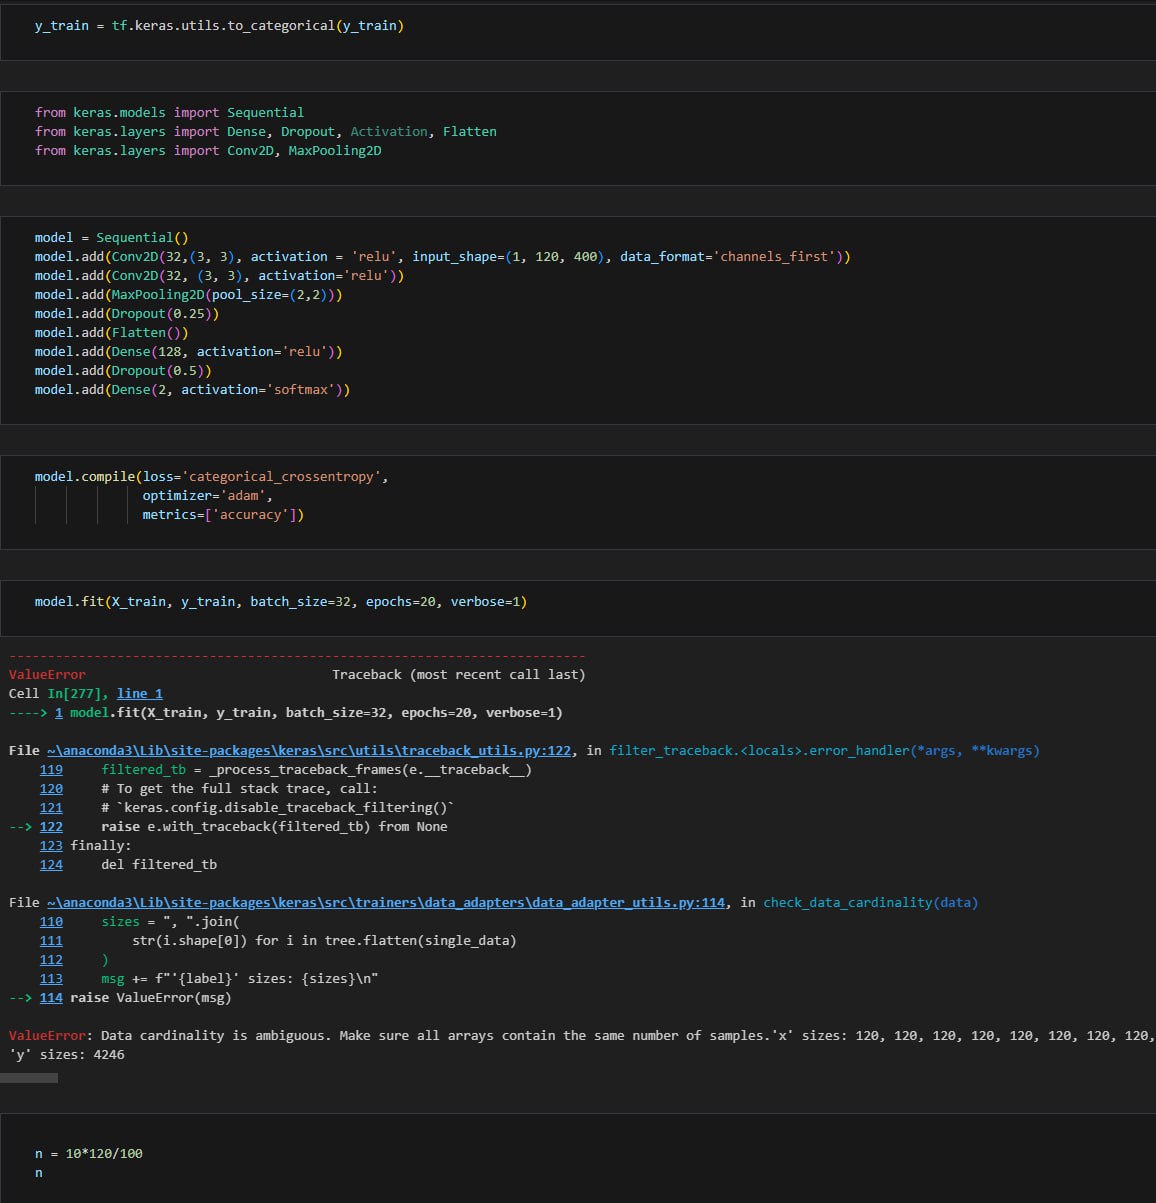 y_train = tf.keras.utils.to_categorical(y_train)
from keras.models import Sequential
from keras.layers import Dense, Dropout, Activation, Flatten
from keras.layers import Conv2D, MaxPooling2D
model = Sequential()
model.add(Conv2D(32,(3, 3), activation = 'relu', input_shape=(1, 120, 400), data_format='channels_first'))
model.add(Conv2D(32, (3, 3), activation='relu'))
model.add(MaxPooling2D(pool_size=(2,2)))
model.add(Dropout(0.25))
model.add(Flatten())
model.add(Dense(128, activation='relu'))
model.add(Dropout(0.5))
model.add(Dense(2, activation='softmax'))
model.compile(loss='categorical_crossentropy',
optimizer='adam',
metrics=['accuracy'])
model.fit(X_train, y_train, batch_size=32, epochs=20, verbose=1)
---------------------------------------------------------------------------
ValueError                                Traceback (most recent call last)
Cell In[277], line 1
----> 1 model.fit(X_train, y_train, batch_size=32, epochs=20, verbose=1)
File ~\anaconda3\Lib\site-packages\keras\src\utils\traceback_utils.py:122, in filter_traceback.<locals>.error_handler(*args, **kwargs)
119     filtered_tb = _process_traceback_frames(e.__traceback__)
120     # To get the full stack trace, call:
121     # `keras.config.disable_traceback_filtering()`
--> 122     raise e.with_traceback(filtered_tb) from None
123 finally:
124     del filtered_tb
File ~\anaconda3\Lib\site-packages\keras\src\trainers\data_adapters\data_adapter_utils.py:114, in check_data_cardinality(data)
110     sizes = ", ".join(
111         str(i.shape[0]) for i in tree.flatten(single_data)
112     )
113     msg += f"'{label}' sizes: {sizes}\n"
--> 114 raise ValueError(msg)
ValueError: Data cardinality is ambiguous. Make sure all arrays contain the same number of samples.'x' sizes: 120, 120, 120, 120, 120, 120, 120, 120,
'y' sizes: 4246
n = 10*120/100
n